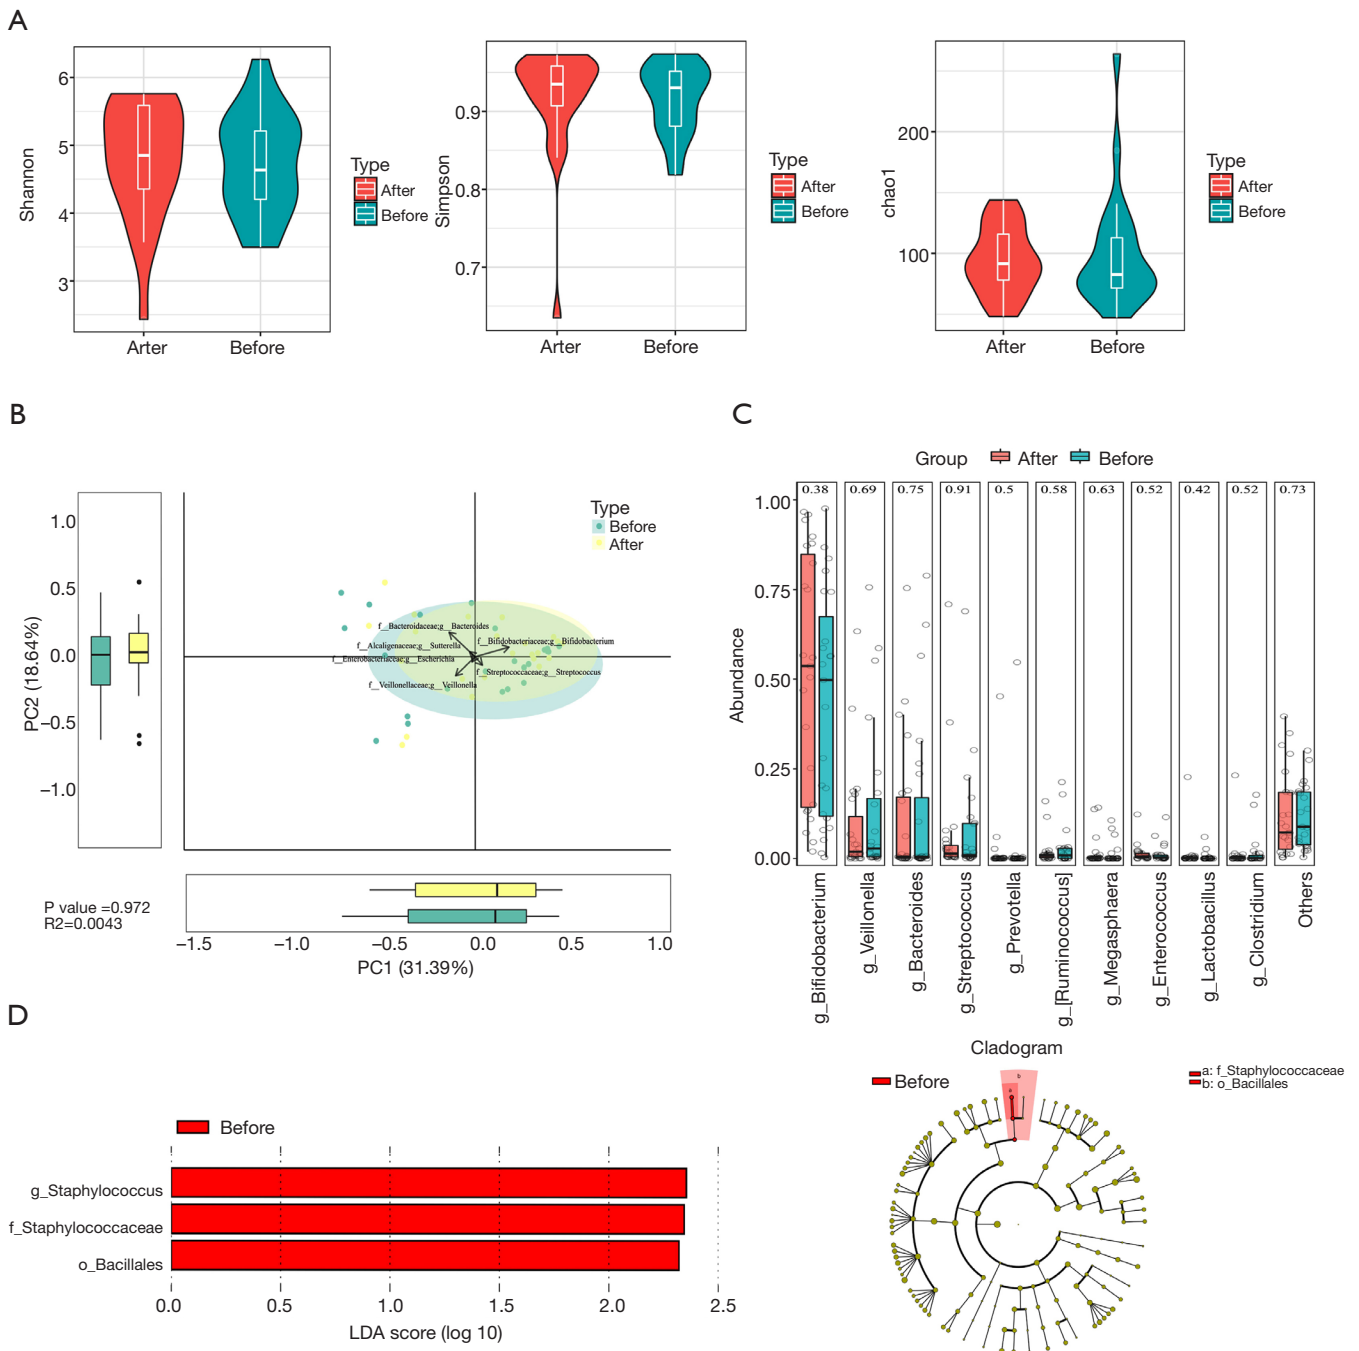 A
Shannon
6
5
4
3
Arter
Before
Type
After
Before
Simpson
0.9
0.8
0.7
Arter
Before
Type
After
Before
chao1
200
100
After
Before
Type
After
Before
B
PC2 (18.64%)
1.0
0.5
0.0
−0.5
−1.0
Type
Before
After
f__Bacteroidaceae;g__Bacteroides
f__Bifidobacteriaceae;g__Bifidobacterium
f__Alcaligenaceae;g__Sutterella
f__Enterobacteriaceae;g__Escherichia
f__Streptococcaceae;g__Streptococcus
f__Veillonellaceae;g__Veillonella
P value =0.972
R2=0.0043
−1.5 −1.0 −0.5 0.0 0.5 1.0
PC1 (31.39%)
C
Group After Before
0.38 0.69 0.75 0.91 0.5 0.58 0.63 0.52 0.42 0.52 0.73
Abundance
1.00
0.75
0.50
0.25
0.00
g_Bifidobacterium
g_Veillonella
g_Bacteroides
g_Streptococcus
g_Prevotella
g_[Ruminococcus]
g_Megasphaera
g_Enterococcus
g_Lactobacillus
g_Clostridium
Others
D
Before
g_Staphylococcus
f_Staphylococcaceae
o_Bacillales
0.0 0.5 1.0 1.5 2.0 2.5
LDA score (log 10)
Cladogram
Before
a: f_Staphylococcaceae
b: o_Bacillales
b
a